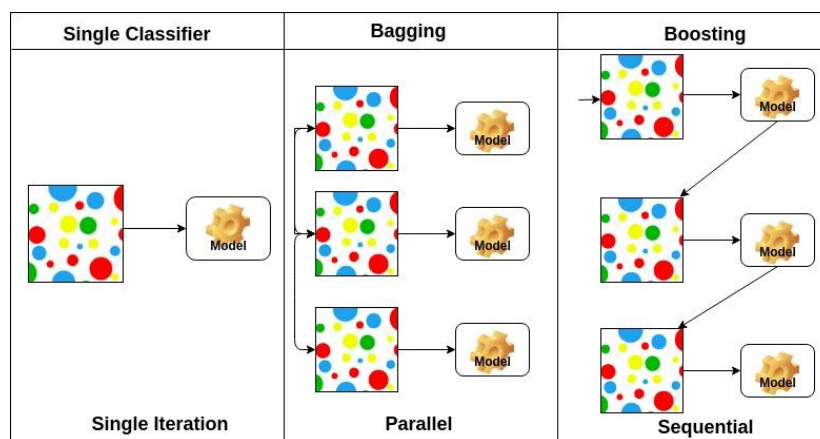 Single Classifier
Bagging
Boosting
Model
Model
Model
Model
Model
Model
Model
Single Iteration
Parallel
Sequential